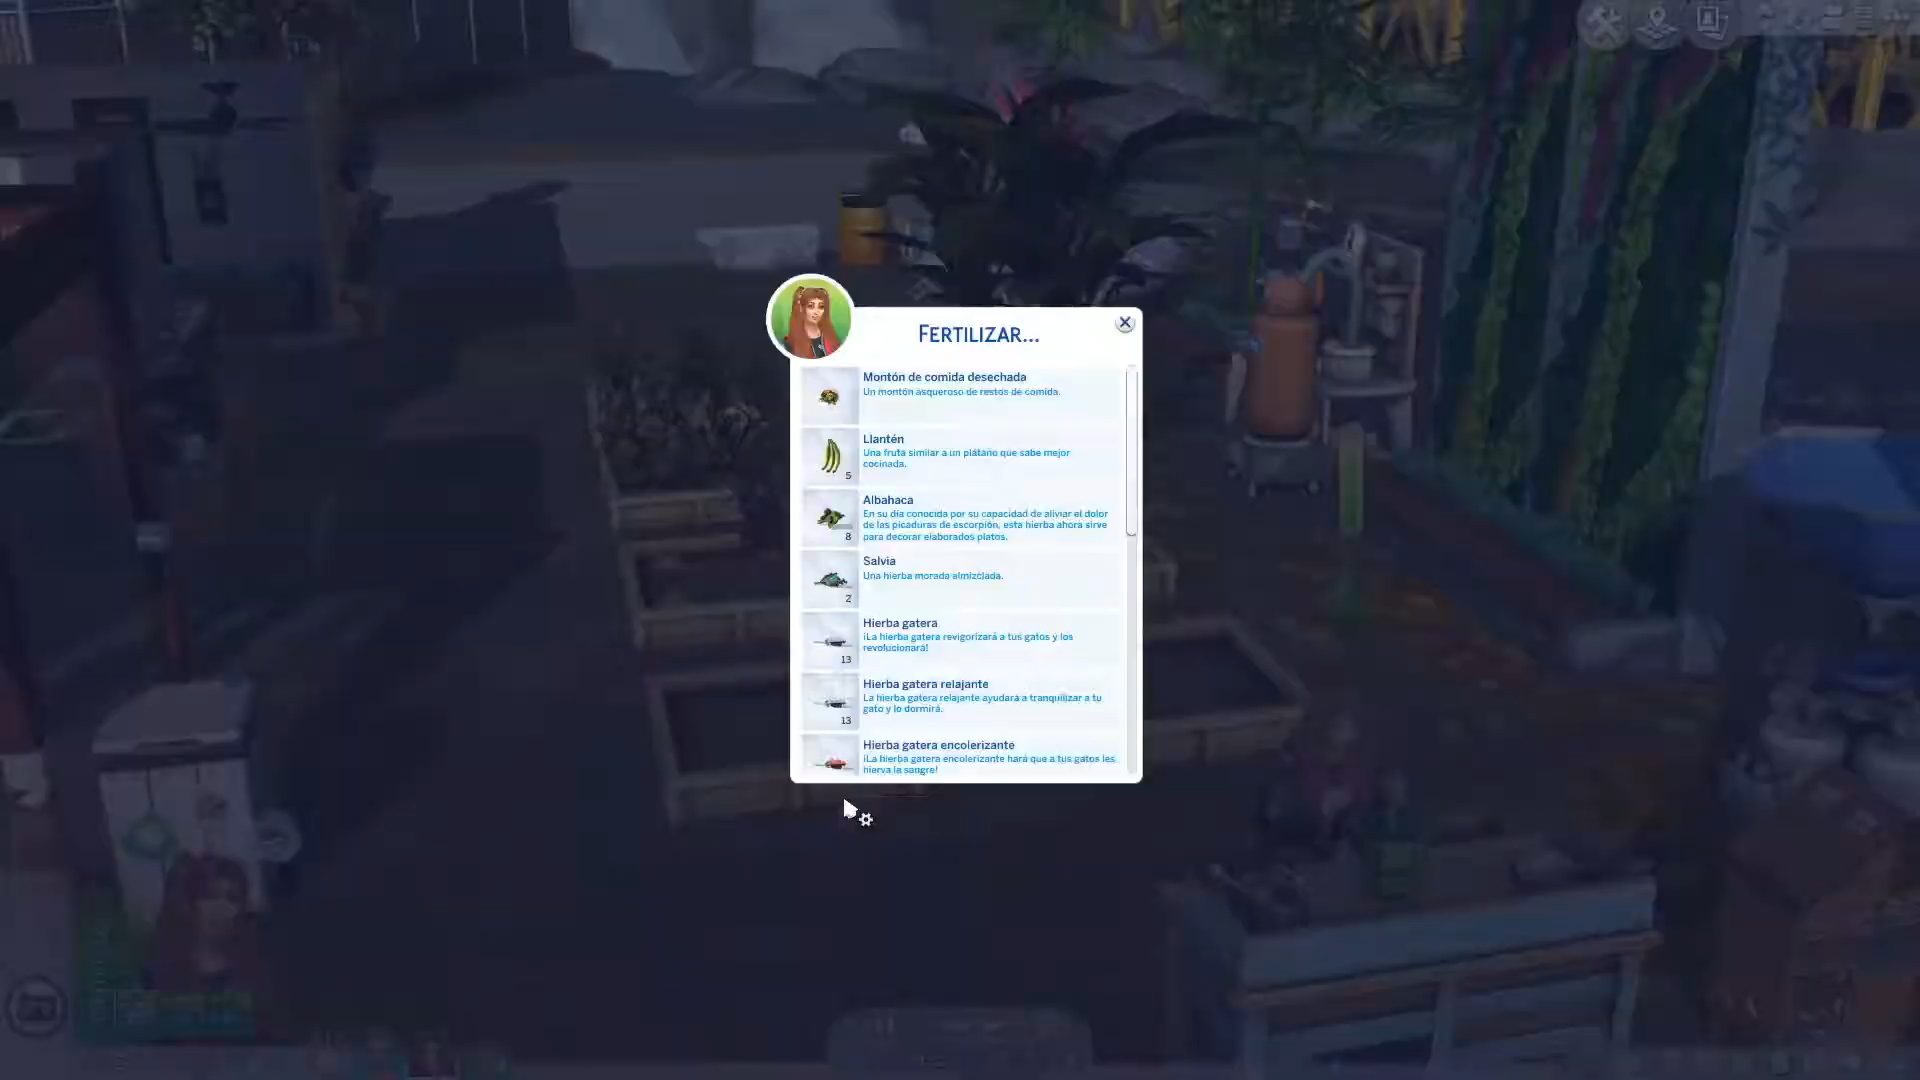 FERTILIZAR...
Montón de comida desechada
Un montón asqueroso de restos de comida.
Llantén
Una fruta similar a un plátano que sabe mejor
cocinada.
5
Albahaca
En su día conocida por su capacidad de aliviar el dolor
de las picaduras de escorpión, esta hierba ahora sirve
para decorar elaborados platos.
8
Salvia
Una hierba morada almizclada.
2
Hierba gatera
¡La hierba gatera revigorizará a tus gatos y los
revolucionará!
13
Hierba gatera relajante
La hierba gatera relajante ayudará a tranquilizar a tu
gato y lo dormirá.
13
Hierba gatera encolerizante
¡La hierba gatera encolerizante hará que a tus gatos les
hierva la sangre!